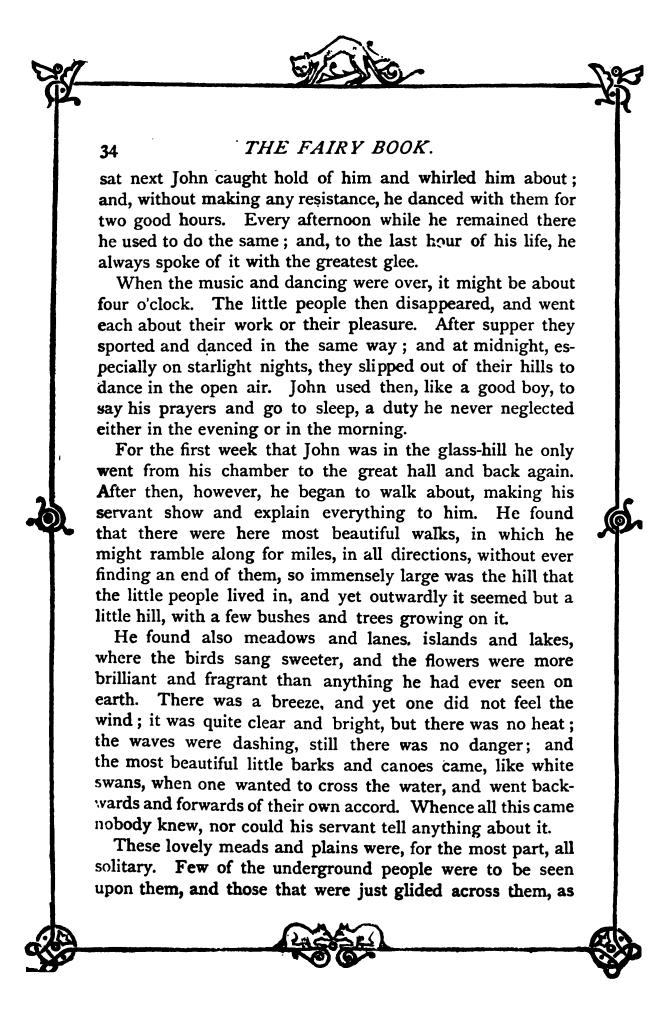 34 THE FAIRY BOOK.
sat next John caught hold of him and whirled him about ;
and, without making any resistance, he danced with them for
two good hours. Every afternoon while he remained there
he used to do the same ; and, to the last hour of his life, he
always spoke of it with the greatest glee.
When the music and dancing were over, it might be about
four o'clock. The little people then disappeared, and went
each about their work or their pleasure. After supper they
sported and danced in the same way ; and at midnight, es-
pecially on starlight nights, they slipped out of their hills to
dance in the open air. John used then, like a good boy, to
say his prayers and go to sleep, a duty he never neglected
either in the evening or in the morning.
For the first week that John was in the glass-hill he only
went from his chamber to the great hall and back again.
After then, however, he began to walk about, making his
servant show and explain everything to him. He found
that there were here most beautiful walks, in which he
might ramble along for miles, in all directions, without ever
finding an end of them, so immensely large was the hill that
the little people lived in, and yet outwardly it seemed but a
little hill, with a few bushes and trees growing on it.
He found also meadows and lanes, islands and lakes,
where the birds sang sweeter, and the flowers were more
brilliant and fragrant than anything he had ever seen on
earth. There was a breeze, and yet one did not feel the
wind ; it was quite clear and bright, but there was no heat ;
the waves were dashing, still there was no danger; and
the most beautiful little barks and canoes came, like white
swans, when one wanted to cross the water, and went back-
wards and forwards of their own accord. Whence all this came
nobody knew, nor could his servant tell anything about it.
These lovely meads and plains were, for the most part, all
solitary. Few of the underground people were to be seen
upon them, and those that were just glided across them, as